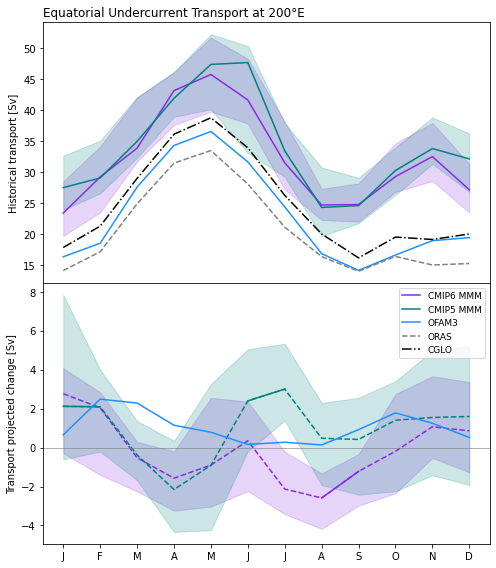 Equatorial Undercurrent Transport at 200°E
Historical transport [Sv]
50
45
40
35
30
25
20
15
Transport projected change [Sv]
8
6
4
2
0
−2
−4
CMIP6 MMM
CMIP5 MMM
OFAM3
ORAS
CGLO
J F M A M J J A S O N D